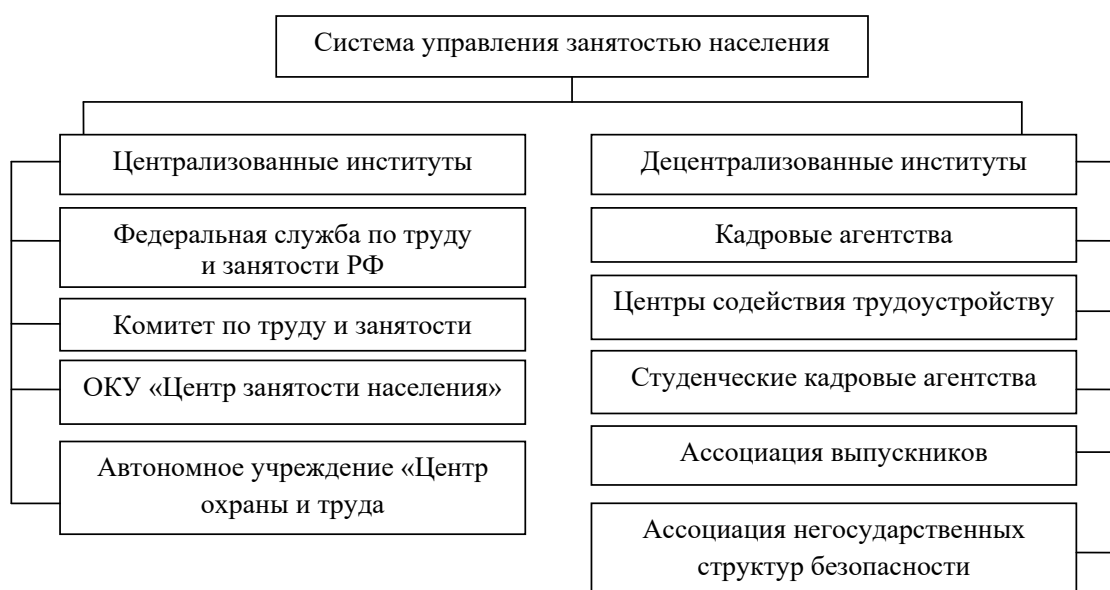 Система управления занятостью населения
Централизованные институты
Федеральная служба по труду
и занятости РФ
Комитет по труду и занятости
ОКУ «Центр занятости населения»
Автономное учреждение «Центр
охраны и труда
Децентрализованные институты
Кадровые агентства
Центры содействия трудоустройству
Студенческие кадровые агентства
Ассоциация выпускников
Ассоциация негосударственных
структур безопасности